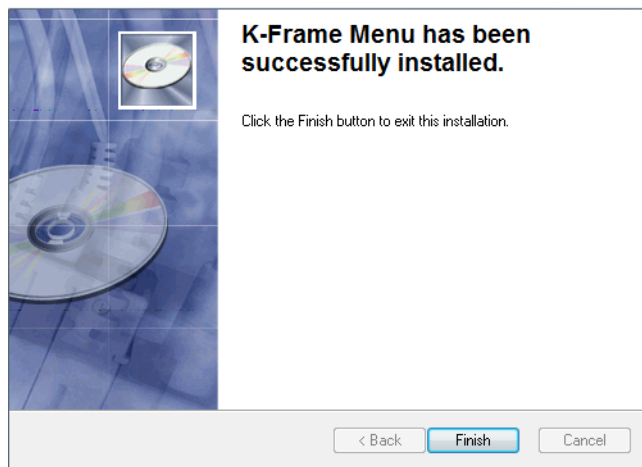 K-Frame Menu has been
successfully installed.
Click the Finish button to exit this installation.
< Back
Finish
Cancel